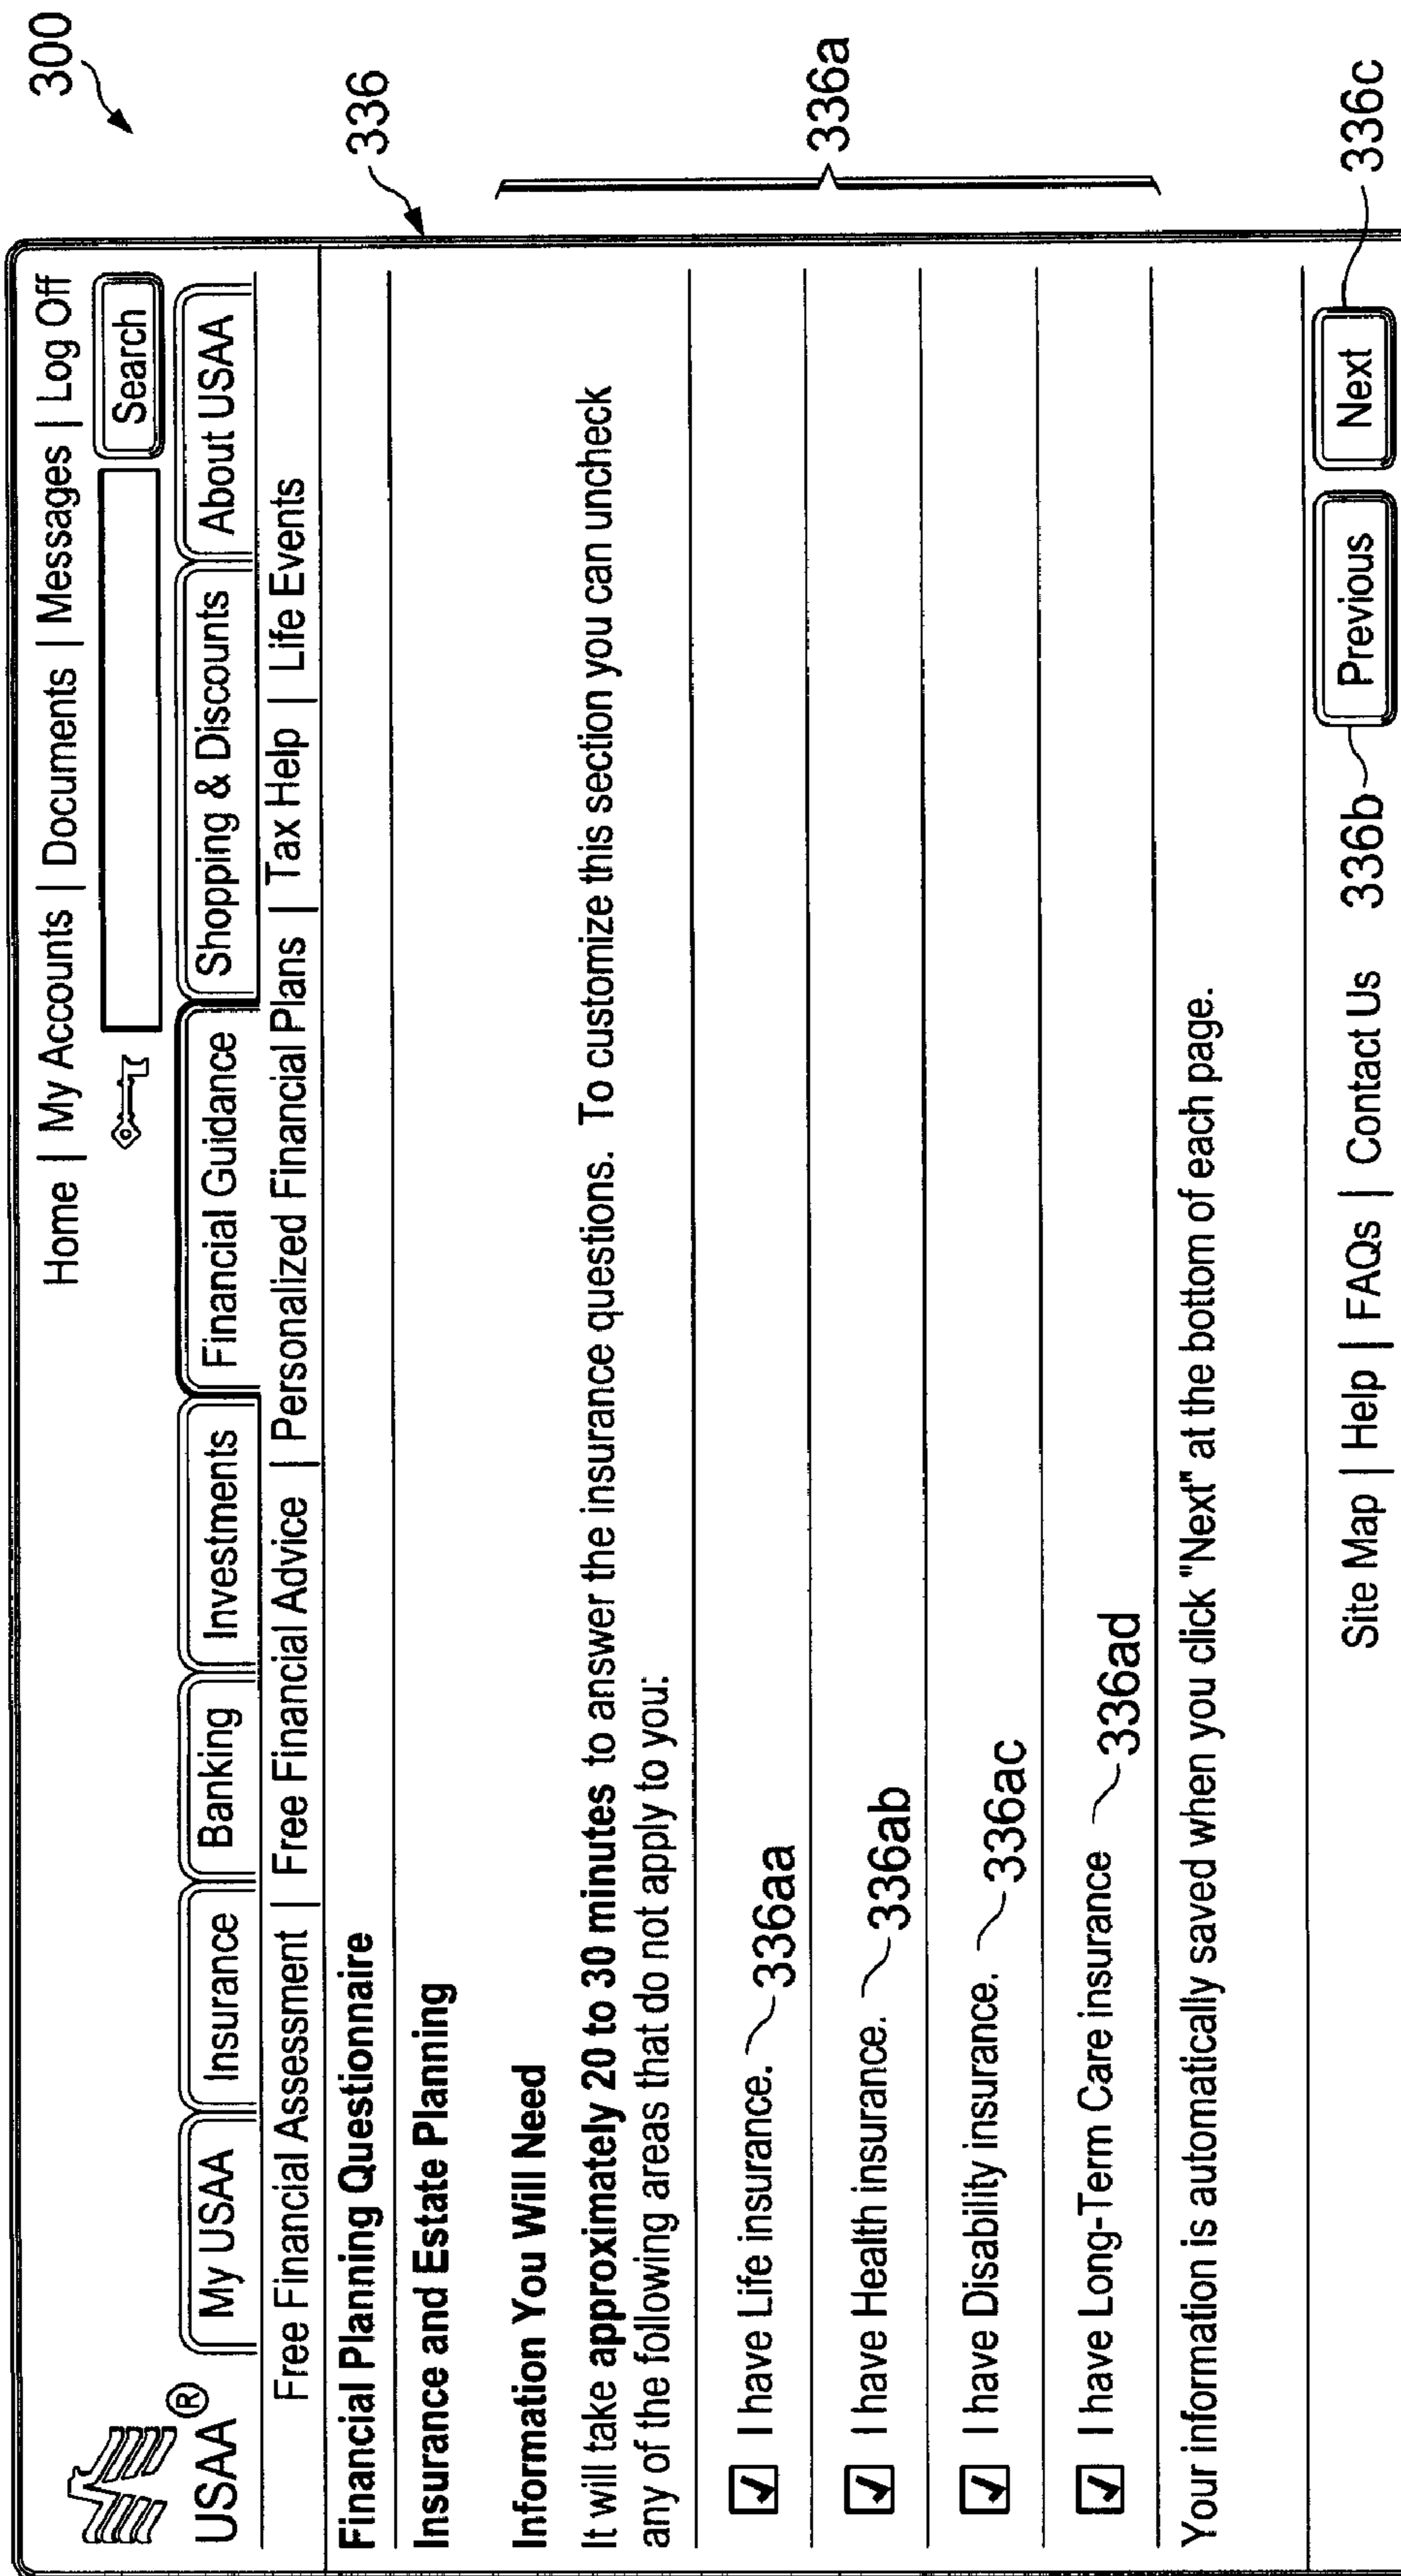 300
Home | My Accounts | Documents | Messages | Log Off
Search
USAA®
My USAA
Insurance
Banking
Investments
Financial Guidance
Shopping & Discounts
About USAA
Free Financial Assessment | Free Financial Advice | Personalized Financial Plans | Tax Help | Life Events
336
Financial Planning Questionnaire
Insurance and Estate Planning
Information You Will Need
It will take approximately 20 to 30 minutes to answer the insurance questions. To customize this section you can uncheck
any of the following areas that do not apply to you:
336a
I have Life insurance. 336aa
I have Health insurance. 336ab
I have Disability insurance. 336ac
I have Long-Term Care insurance 336ad
Your information is automatically saved when you click "Next" at the bottom of each page.
Site Map | Help | FAQs | Contact Us 336b Previous Next 336c